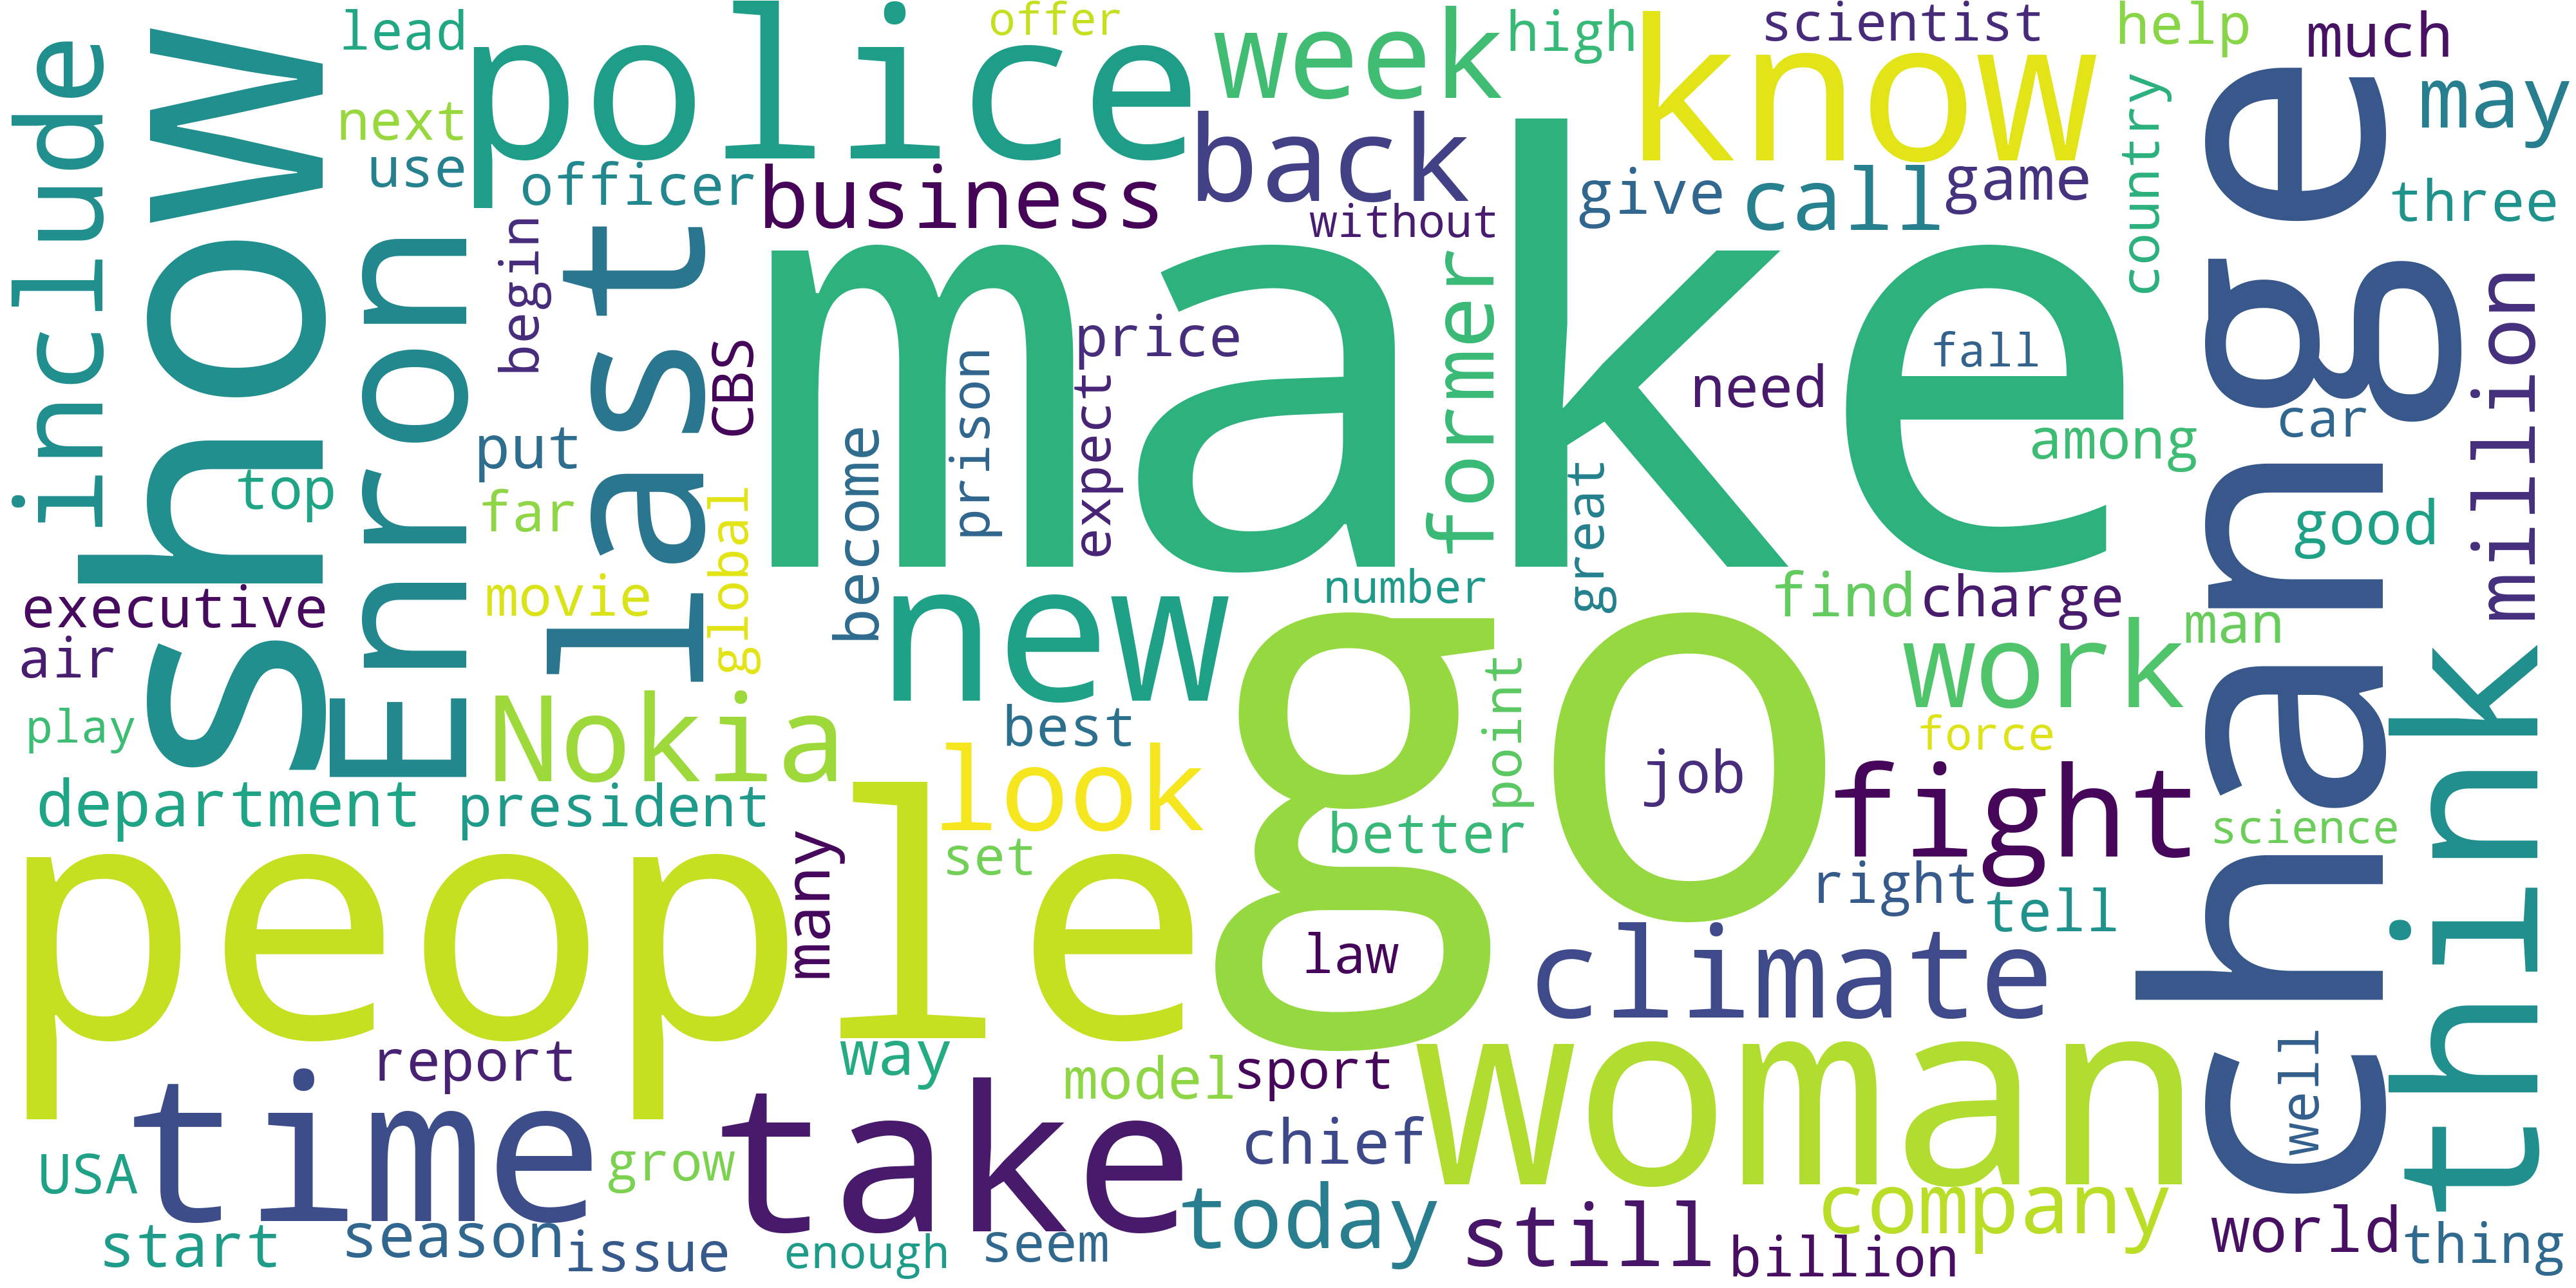 lead
offer
scientist
help
much
police
week
high
know
may
include
show
next
back
country
change
use
officer
business
give
call
game
three
without
begin
last
make
Enron
former
price
fall
million
CBS
prison
expect
need
car
put
become
among
top
great
far
good
global
executive
movie
new
number
find
charge
man
air
work
think
play
Nokia
best
go
point
force
department
president
look
job
fight
people
many
set
better
science
right
tell
law
climate
report
way
woman
well
time
take
model
sport
chief
USA
grow
today
still
company
world
start
season
issue
enough
seem
billion
thing